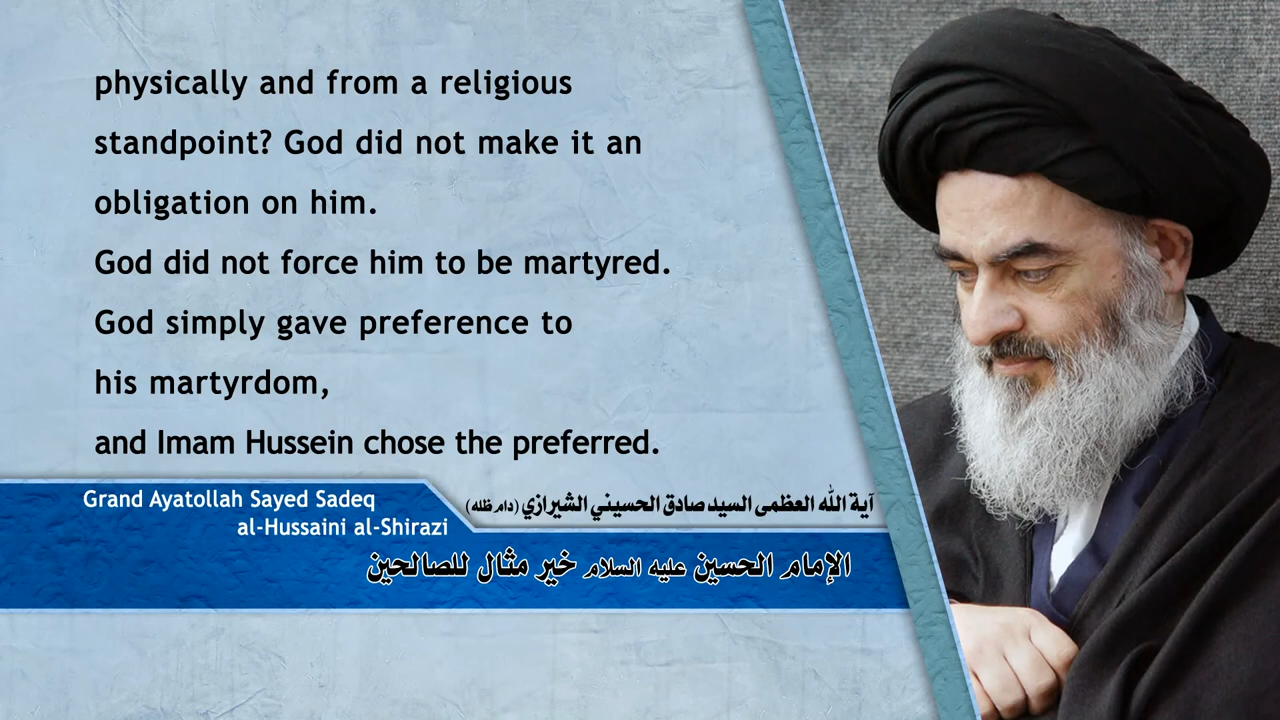 physically and from a religious
standpoint? God did not make it an
obligation on him.
God did not force him to be martyred.
God simply gave preference to
his martyrdom,
and Imam Hussein chose the preferred.
Grand Ayatollah Sayed Sadeq
al-Hussaini al-Shirazi
آية الله العظمى السيد صادق الحسيني الشيرازي (دام ظله)
الإمام الحسين عليه السلام خير مثال للصالحين